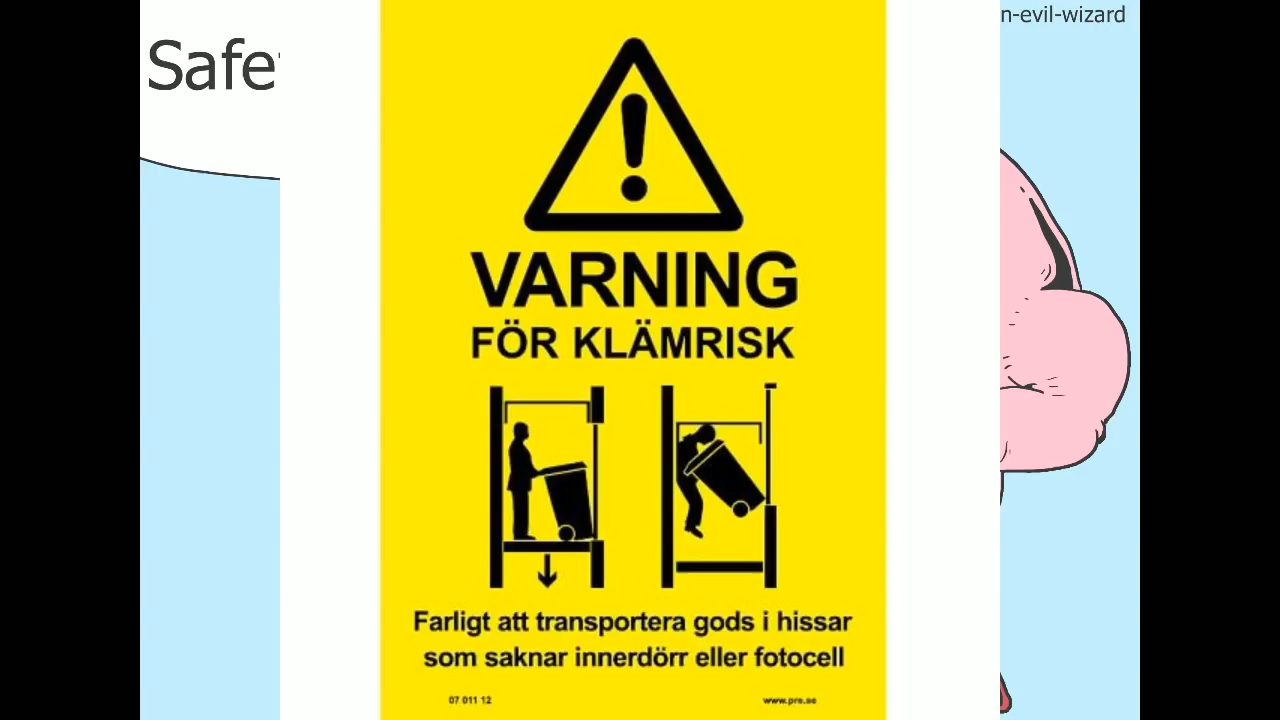 Safe
n-evil-wizard
VARNING
FÖR KLÄMRISK
Farligt att transportera gods i hissar
som saknar innerdörr eller fotocell
07 011 12
www.pre.se